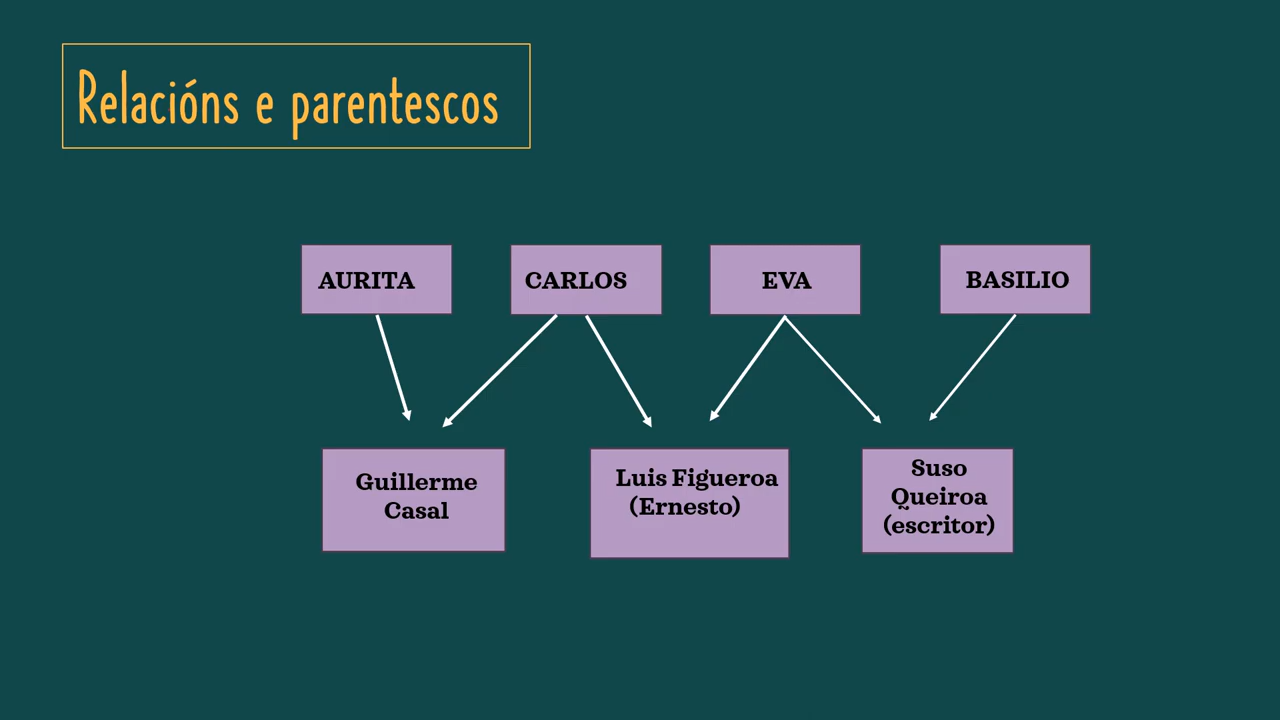 Relacións e parentescos
AURITA
CARLOS
EVA
BASILIO
Guillerme
Casal
Luis Figueroa
(Ernesto)
Suso
Queiroa
(escritor)